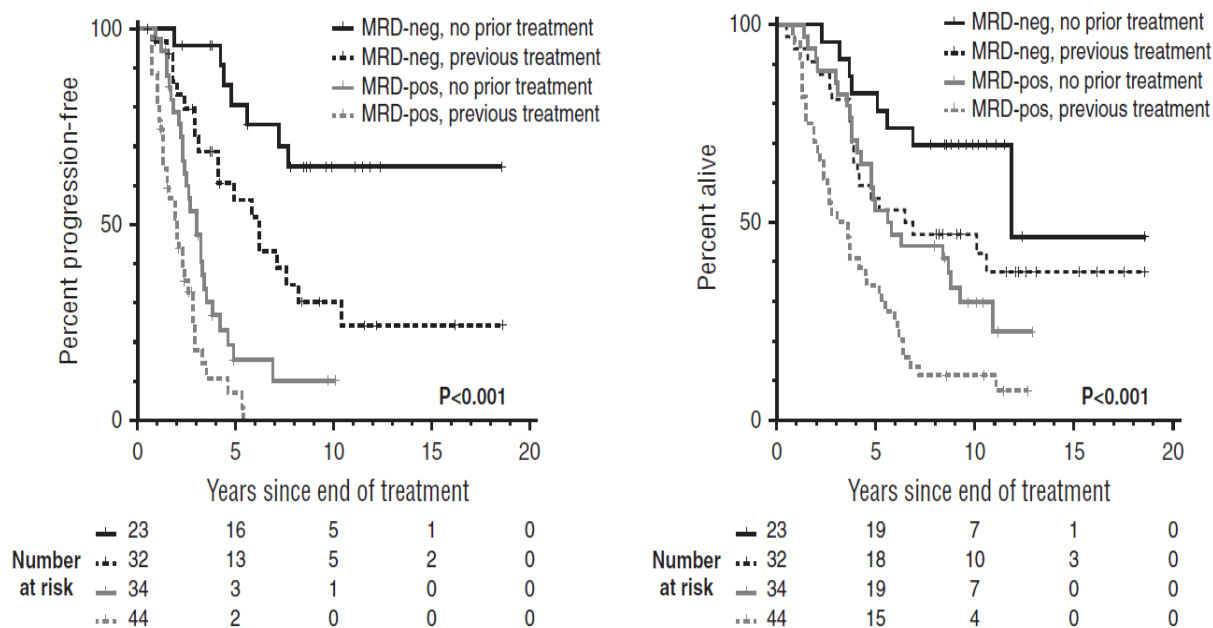 Percent progression-free
100
50
0
MRD-neg, no prior treatment
MRD-neg, previous treatment
MRD-pos, no prior treatment
MRD-pos, previous treatment
P<0.001
0 5 10 15 20
Years since end of treatment
Number at risk
23 16 5 1 0
32 13 5 2 0
34 3 1 0 0
44 2 0 0 0
Percent alive
100
50
0
MRD-neg, no prior treatment
MRD-neg, previous treatment
MRD-pos, no prior treatment
MRD-pos, previous treatment
P<0.001
0 5 10 15 20
Years since end of treatment
Number at risk
23 19 7 1 0
32 18 10 3 0
34 19 7 0 0
44 15 4 0 0